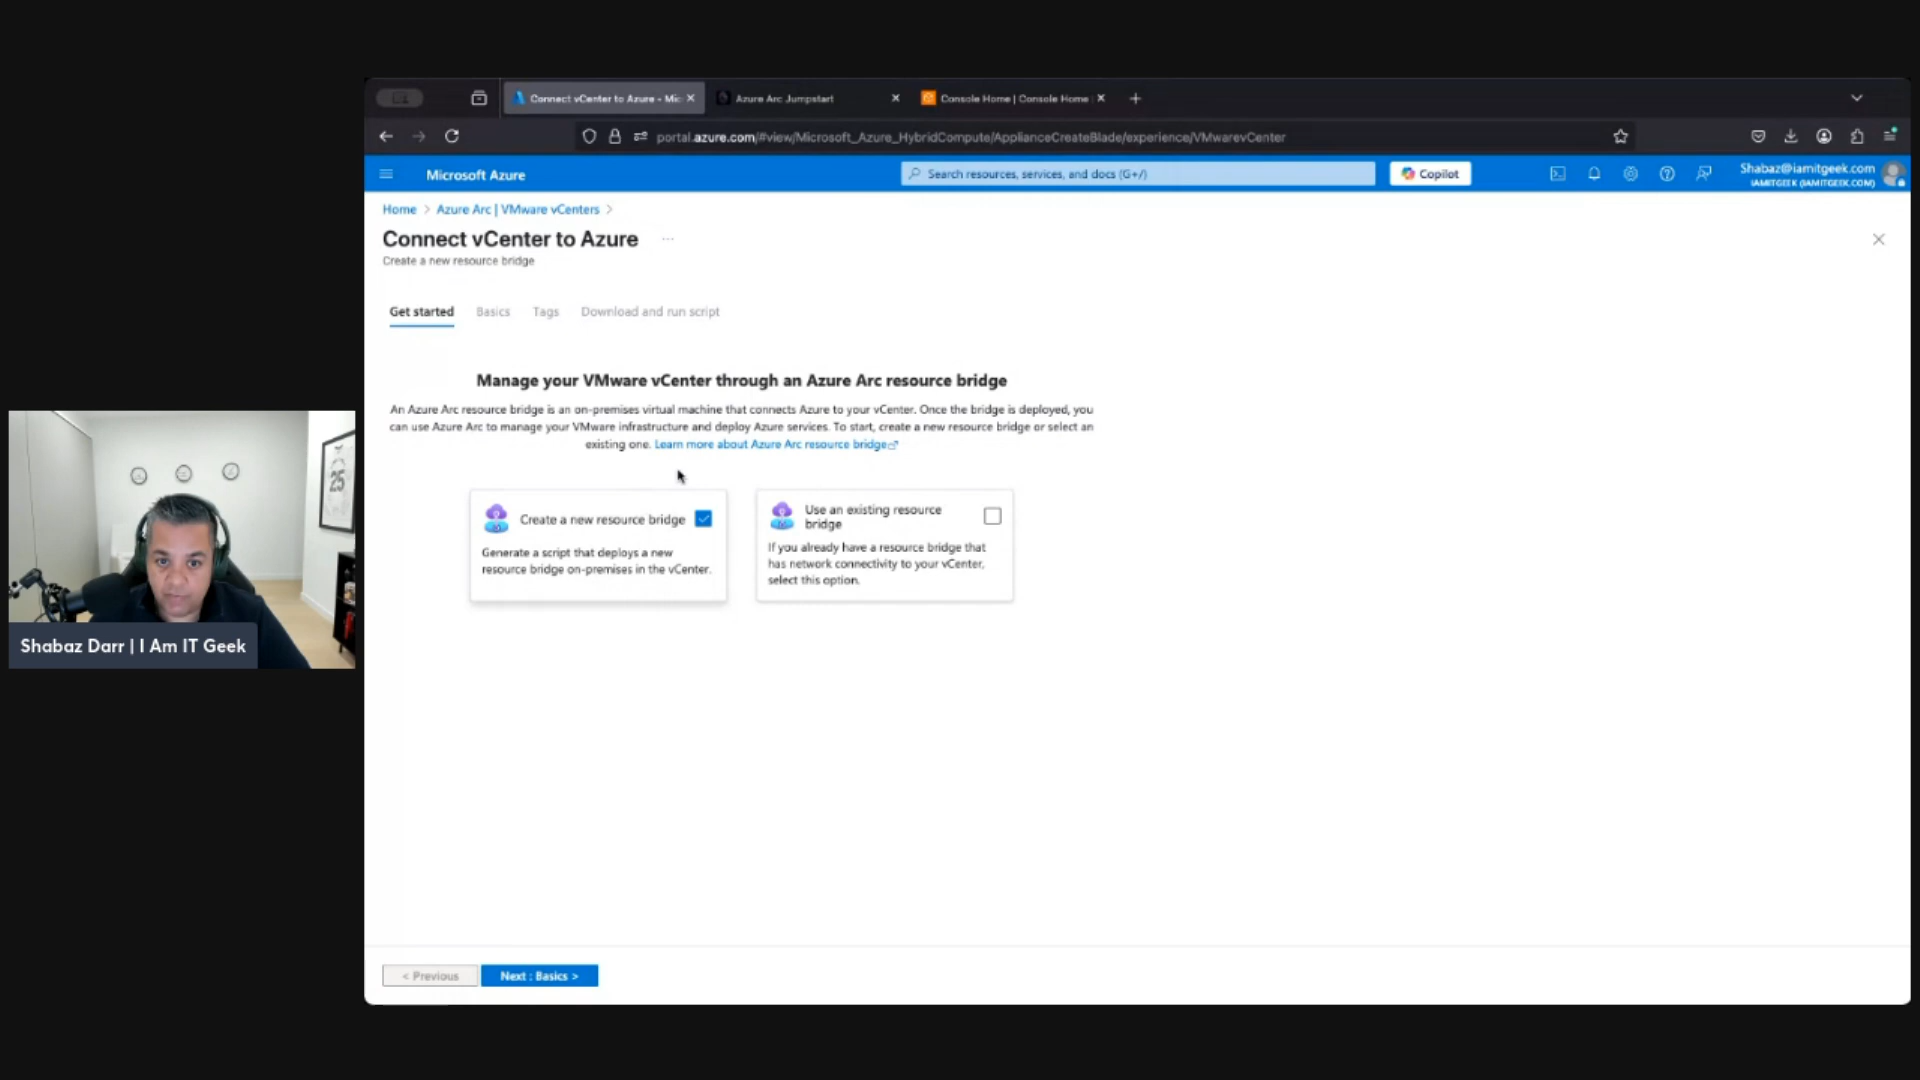 Connect vCenter to Azure - Mic
Azure Arc Jumpstart
Console Home | Console Home
portal.azure.com/#view/Microsoft_Azure_HybridCompute/ApplianceCreateBlade/experience/VMwarevCenter
Microsoft Azure
Search resources, services, and docs (G+/)
Copilot
Shabaz@iamitgeek.com
IAMITGEEK (IAMITGEEK.COM)
Home > Azure Arc | VMware vCenters >
Connect vCenter to Azure ...
Create a new resource bridge
Get started Basics Tags Download and run script
Manage your VMware vCenter through an Azure Arc resource bridge
An Azure Arc resource bridge is an on-premises virtual machine that connects Azure to your vCenter. Once the bridge is deployed, you
can use Azure Arc to manage your VMware infrastructure and deploy Azure services. To start, create a new resource bridge or select an
existing one. Learn more about Azure Arc resource bridge
Create a new resource bridge
Generate a script that deploys a new
resource bridge on-premises in the vCenter.
Use an existing resource
bridge
If you already have a resource bridge that
has network connectivity to your vCenter,
select this option.
25
Shabaz Darr | I Am IT Geek
< Previous
Next : Basics >